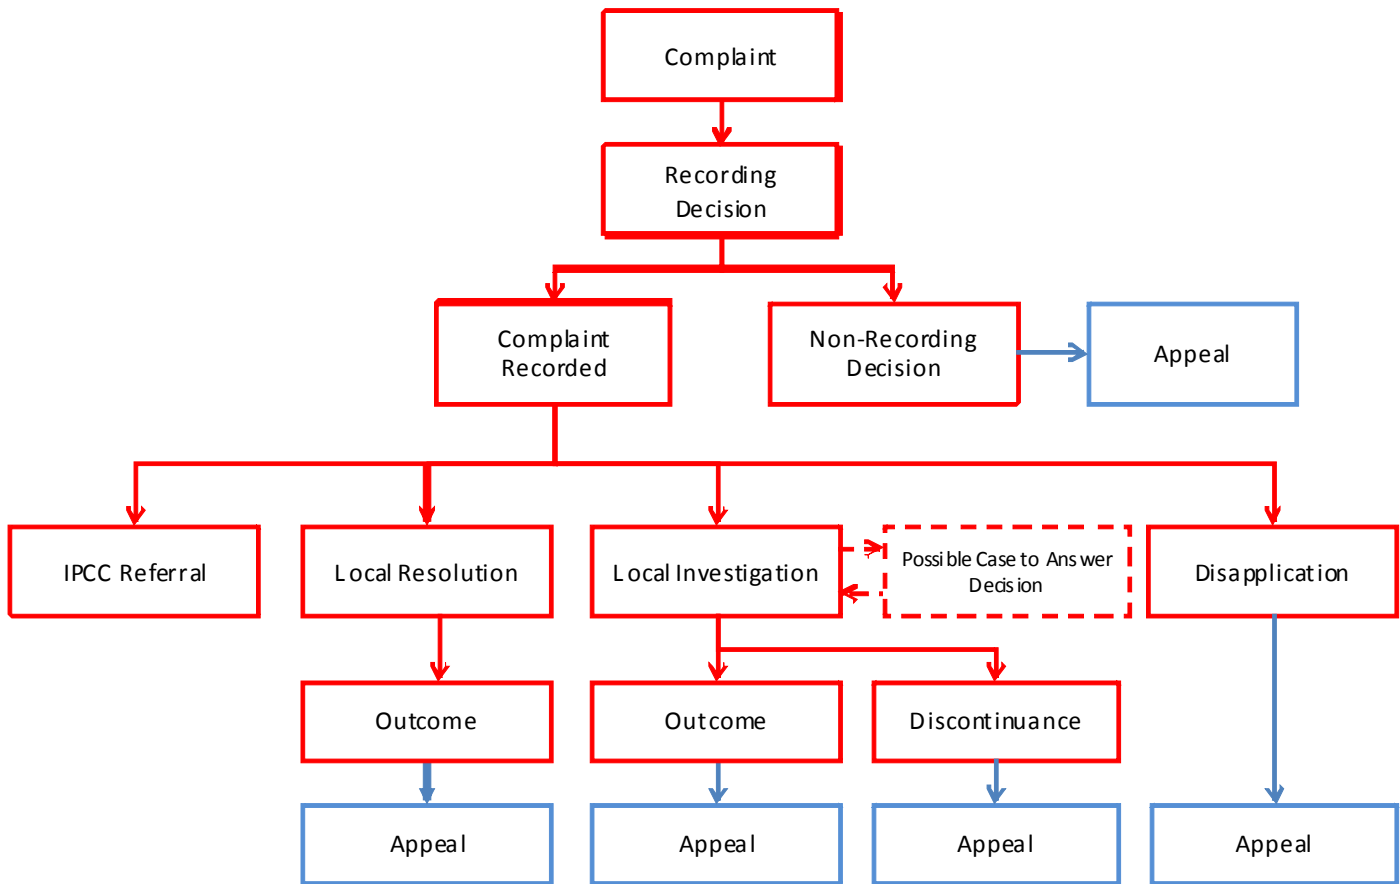 Complaint
Recording
Decision
Complaint
Recorded
Non-Recording
Decision
Appeal
IPCC Referral
Local Resolution
Local Investigation
Possible Case to Answer
Decision
Disapplication
Outcome
Outcome
Discontinuance
Appeal
Appeal
Appeal
Appeal